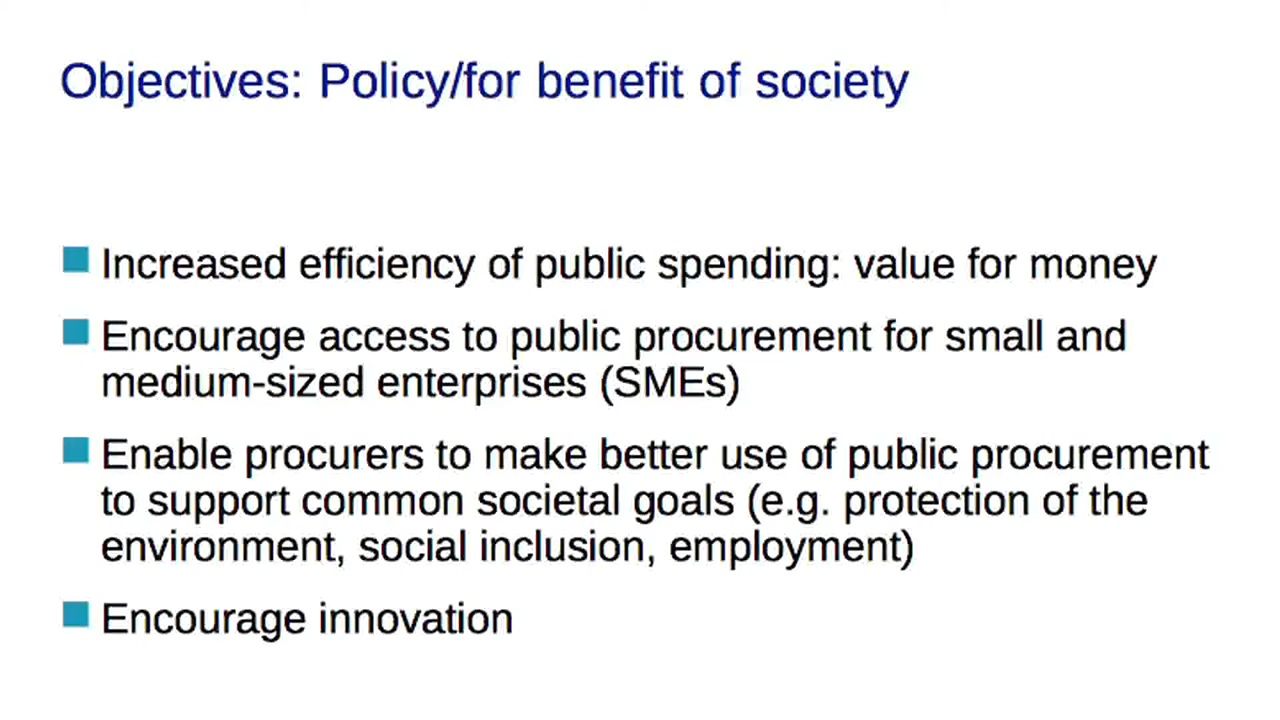 Objectives: Policy/for benefit of society
Increased efficiency of public spending: value for money
Encourage access to public procurement for small and
medium-sized enterprises (SMEs)
Enable procurers to make better use of public procurement
to support common societal goals (e.g. protection of the
environment, social inclusion, employment)
Encourage innovation